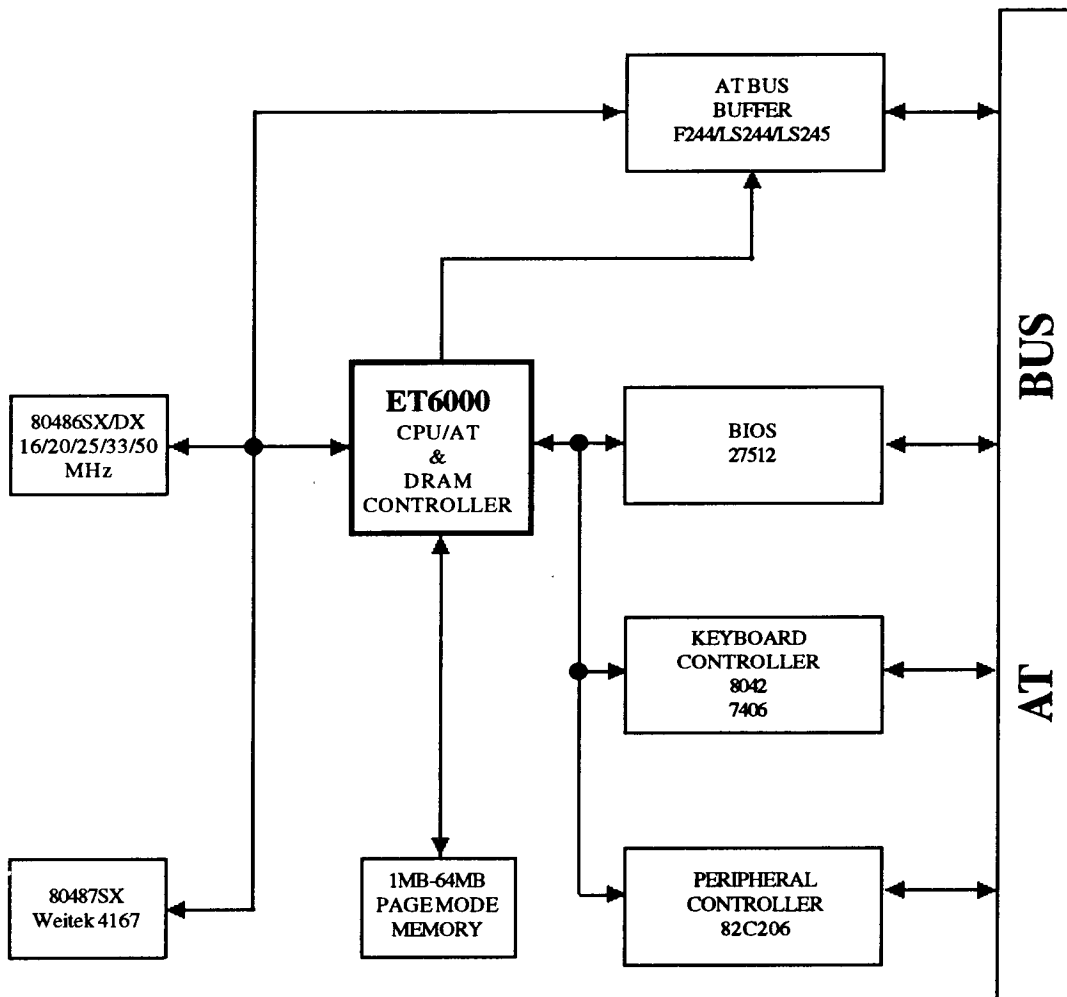 AT BUS
BUFFER
F244/LS244/LS245
ET6000
CPU/AT
&
DRAM
CONTROLLER
80486SX/DX
16/20/25/33/50
MHz
BIOS
27512
KEYBOARD
CONTROLLER
8042
7406
80487SX
Weitek 4167
1MB-64MB
PAGE MODE
MEMORY
PERIPHERAL
CONTROLLER
82C206
AT BUS